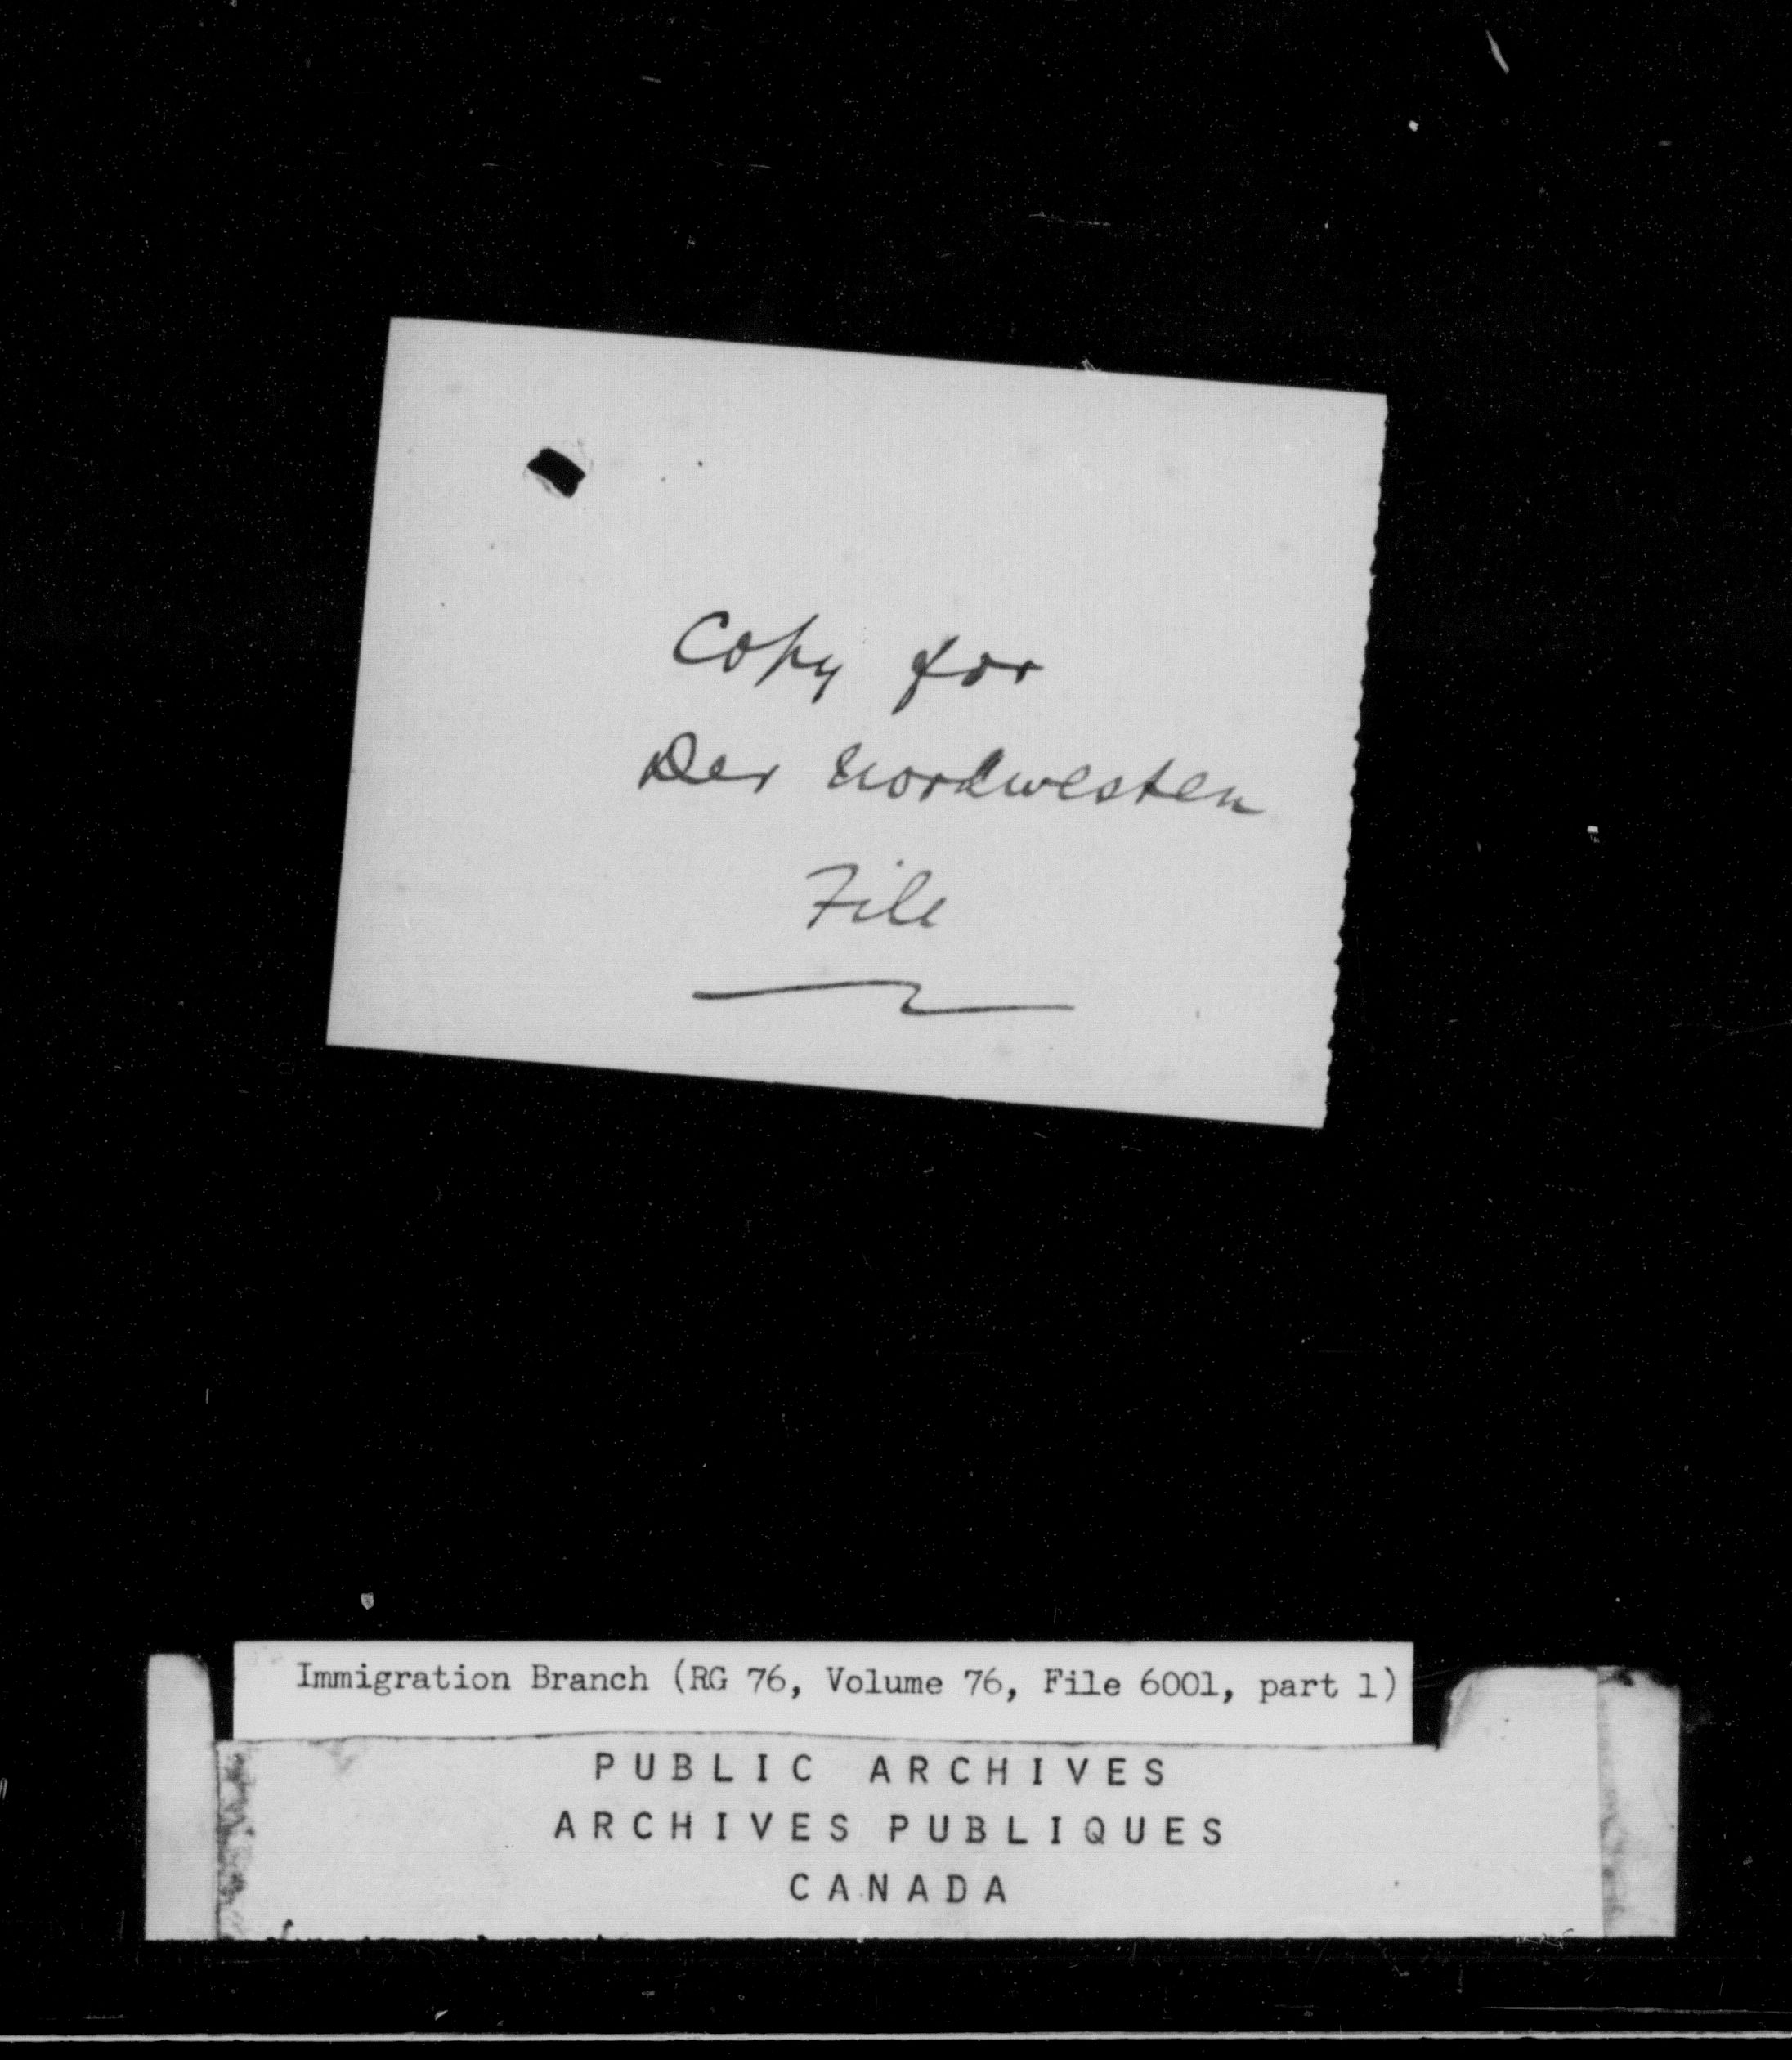 Copy for
Der Nordwesten
File
Immigration Branch (RG 76, Volume 76, File 6001, part 1)
PUBLIC ARCHIVES
ARCHIVES PUBLIQUES
CANADA